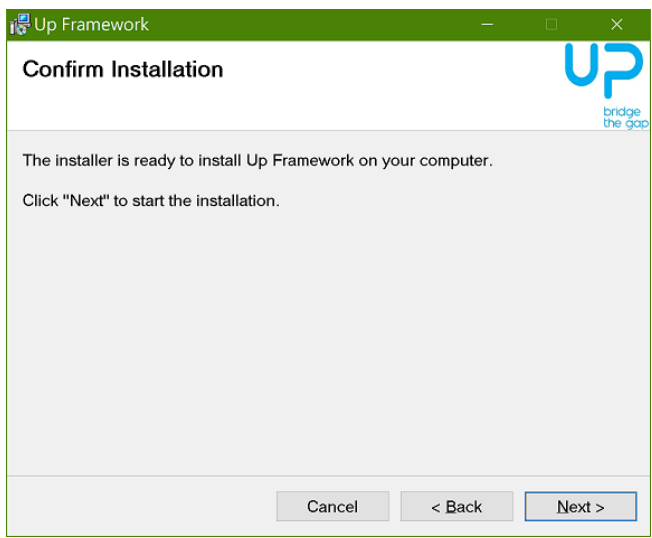 Up Framework
Confirm Installation
UP
bridge
the gap
The installer is ready to install Up Framework on your computer.
Click "Next" to start the installation.
Cancel
< Back
Next >